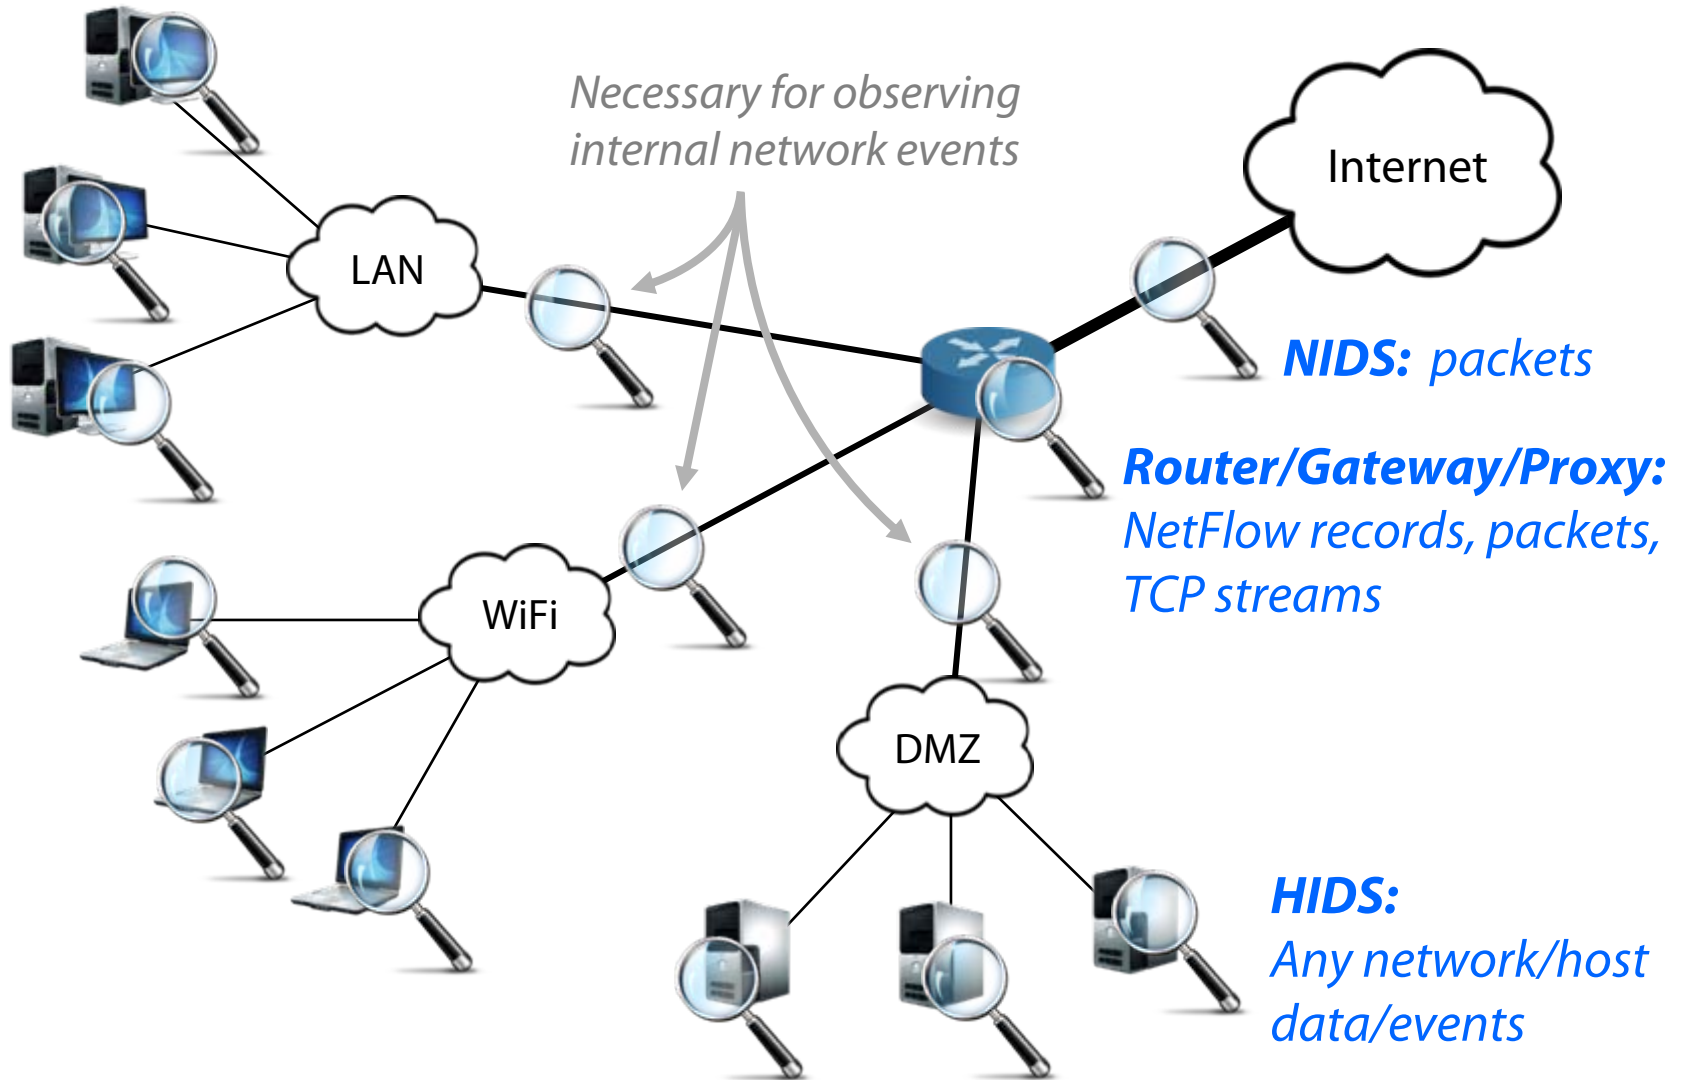 Necessary for observing
internal network events
Internet
LAN
NIDS: packets
Router/Gateway/Proxy:
NetFlow records, packets,
TCP streams
WiFi
DMZ
HIDS:
Any network/host
data/events